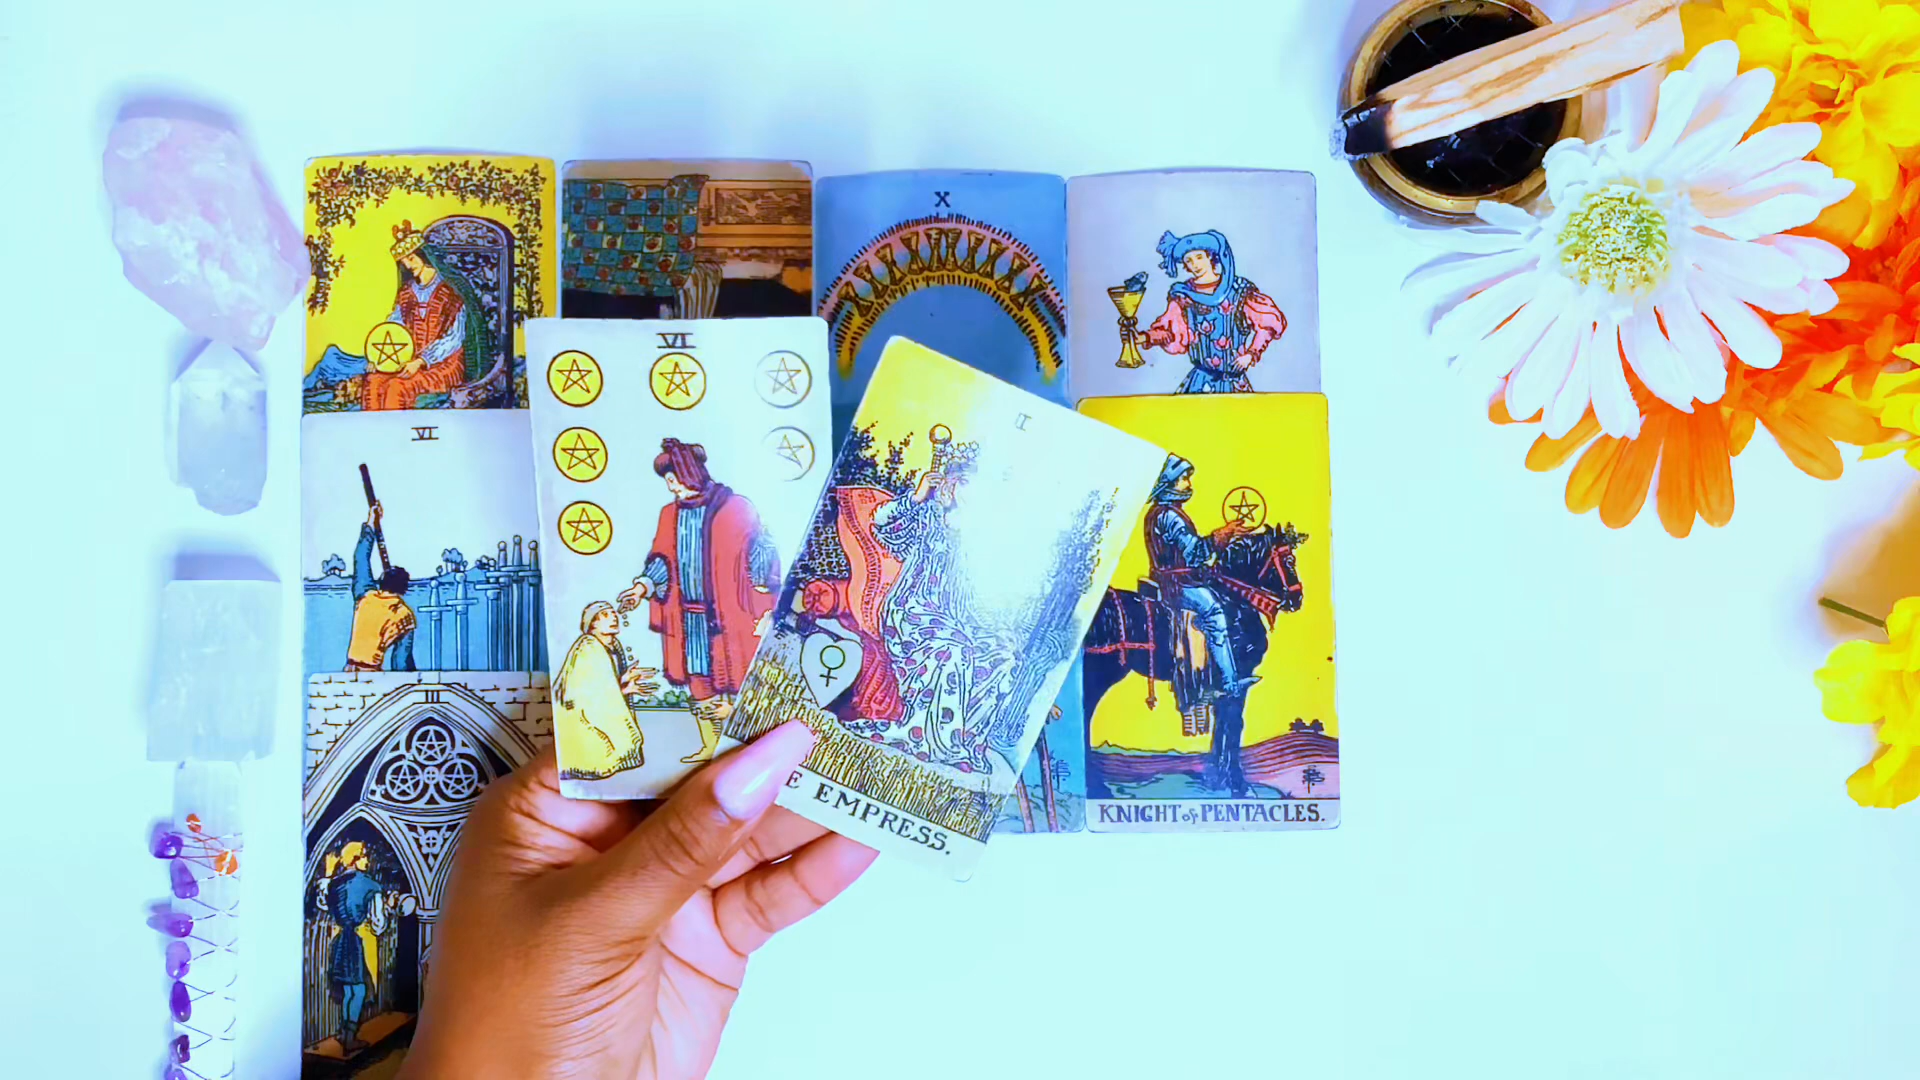 X
VI
VI
III
E EMPRESS.
KNIGHT of PENTACLES.